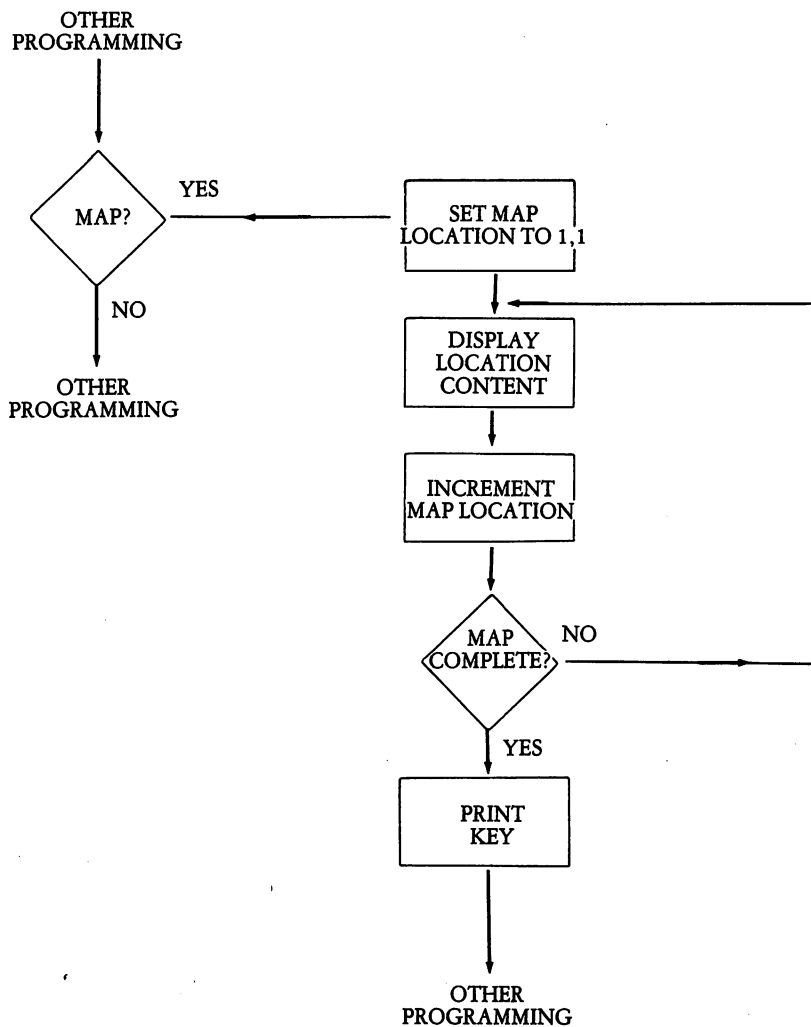 OTHER
PROGRAMMING
MAP?
YES
NO
OTHER
PROGRAMMING
SET MAP
LOCATION TO 1,1
DISPLAY
LOCATION
CONTENT
INCREMENT
MAP LOCATION
MAP
COMPLETE?
NO
YES
PRINT
KEY
OTHER
PROGRAMMING